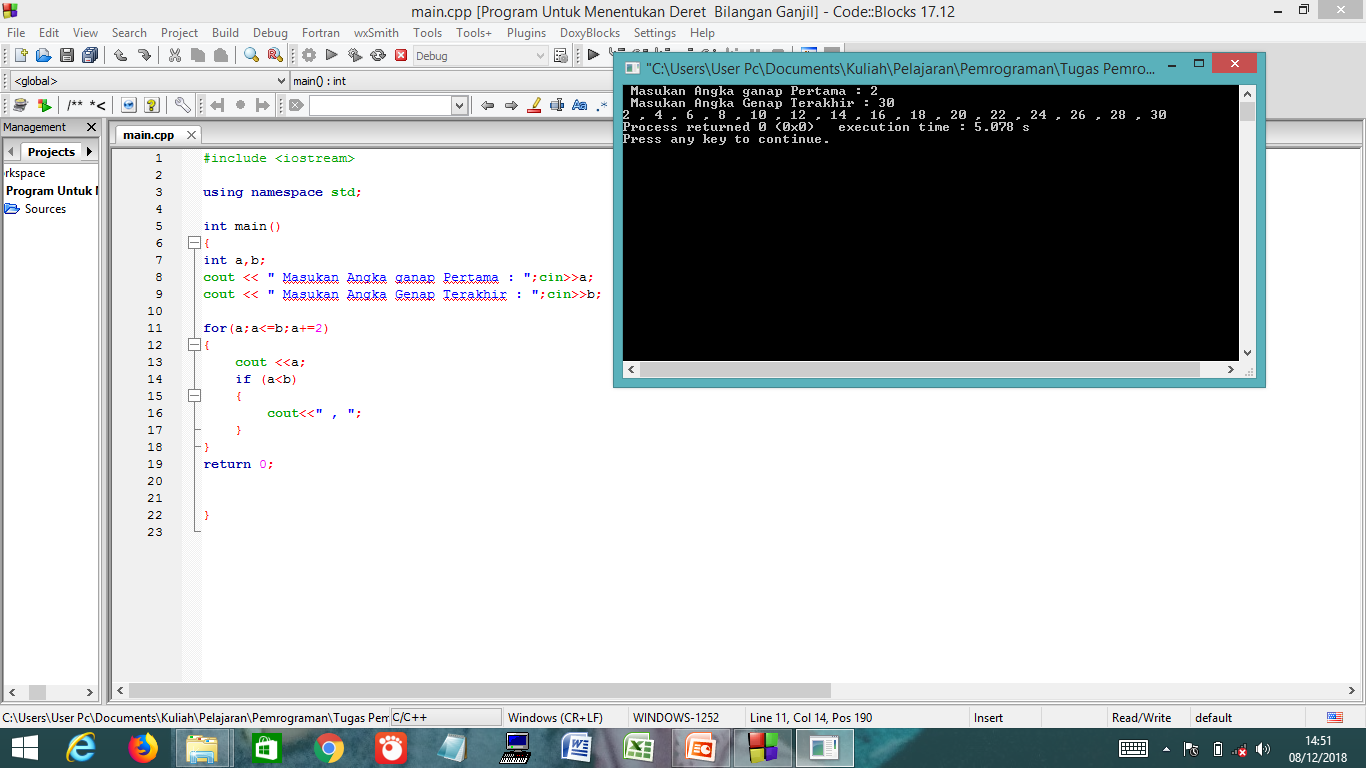 main.cpp [Program Untuk Menentukan Deret  Bilangan Ganjil] - Code::Blocks 17.12
File Edit View Search Project Build Debug Fortran wxSmith Tools Tools+ Plugins DoxyBlocks Settings Help
Debug
<global>
main() : int
/** *<
Aa .*
Management
main.cpp
Projects
rkspace
Program Untuk
Sources
1 #include <iostream>
2
3 using namespace std;
4
5 int main()
6 {
7 int a,b;
8 cout << " Masukan Angka ganap Pertama : ";cin>>a;
9 cout << " Masukan Angka Genap Terakhir : ";cin>>b;
10
11 for(a;a<=b;a+=2)
12 {
13     cout <<a;
14     if (a<b)
15     {
16         cout<<" , ";
17     }
18 }
19 return 0;
20
21
22 }
23
"C:\Users\User Pc\Documents\Kuliah\Pelajaran\Pemrograman\Tugas Pemro...
Masukan Angka ganap Pertama : 2
Masukan Angka Genap Terakhir : 30
2 , 4 , 6 , 8 , 10 , 12 , 14 , 16 , 18 , 20 , 22 , 24 , 26 , 28 , 30
Process returned 0 (0x0)   execution time : 5.078 s
Press any key to continue.
C:\Users\User Pc\Documents\Kuliah\Pelajaran\Pemrograman\Tugas Pem C/C++ Windows (CR+LF) WINDOWS-1252 Line 11, Col 14, Pos 190 Insert Read/Write default
14:51
08/12/2018